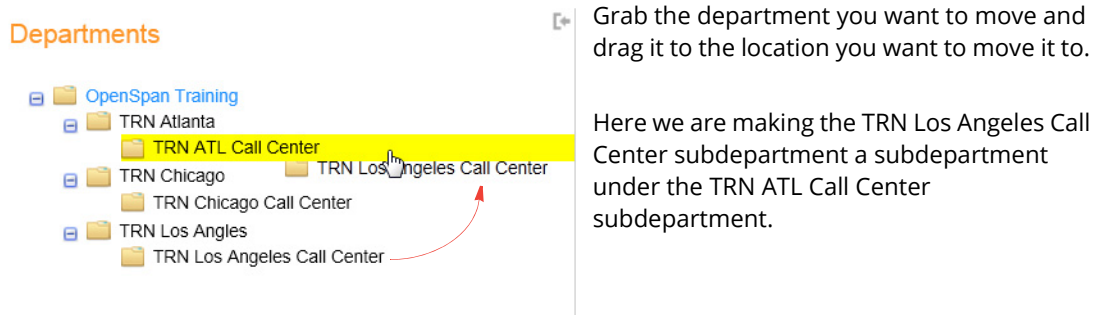 Departments
OpenSpan Training
TRN Atlanta
TRN ATL Call Center
TRN Los ngeles Call Center
TRN Chicago
TRN Chicago Call Center
TRN Los Angles
TRN Los Angeles Call Center
Grab the department you want to move and
drag it to the location you want to move it to.
Here we are making the TRN Los Angeles Call
Center subdepartment a subdepartment
under the TRN ATL Call Center
subdepartment.